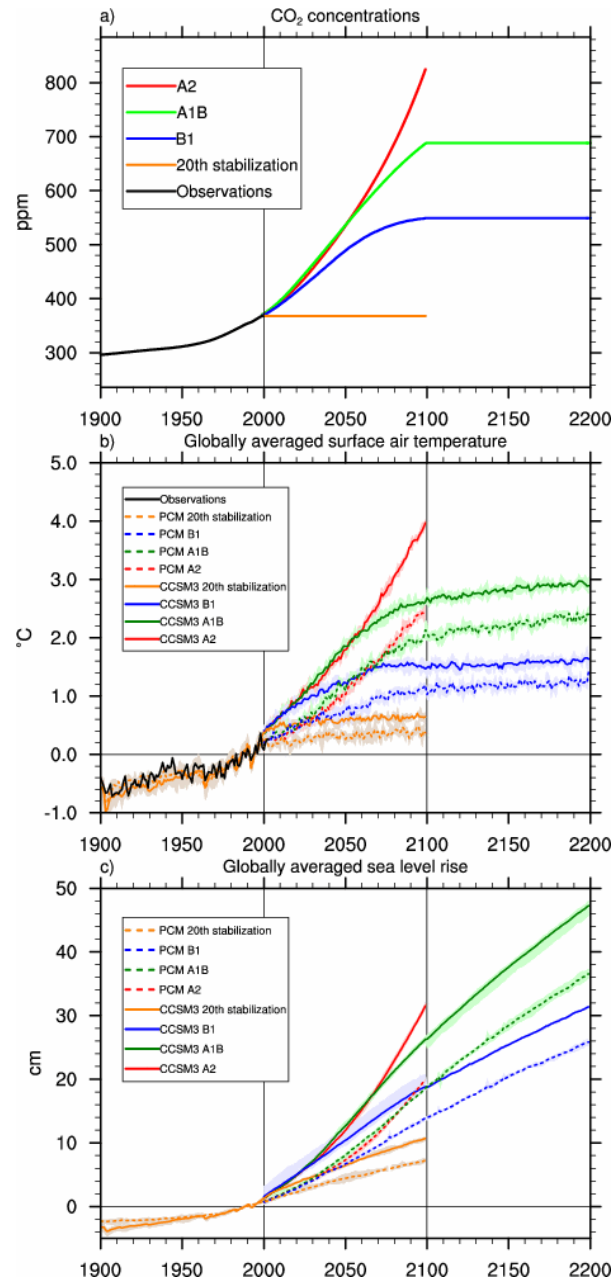 a) CO₂ concentrations
800
700
600
500
400
300
ppm
A2
A1B
B1
20th stabilization
Observations
1900 1950 2000 2050 2100 2150 2200
b) Globally averaged surface air temperature
5.0
4.0
3.0
2.0
1.0
0.0
-1.0
°C
Observations
PCM 20th stabilization
PCM B1
PCM A1B
PCM A2
CCSM3 20th stabilization
CCSM3 B1
CCSM3 A1B
CCSM3 A2
1900 1950 2000 2050 2100 2150 2200
c) Globally averaged sea level rise
50
40
30
20
10
0
cm
PCM 20th stabilization
PCM B1
PCM A1B
PCM A2
CCSM3 20th stabilization
CCSM3 B1
CCSM3 A1B
CCSM3 A2
1900 1950 2000 2050 2100 2150 2200